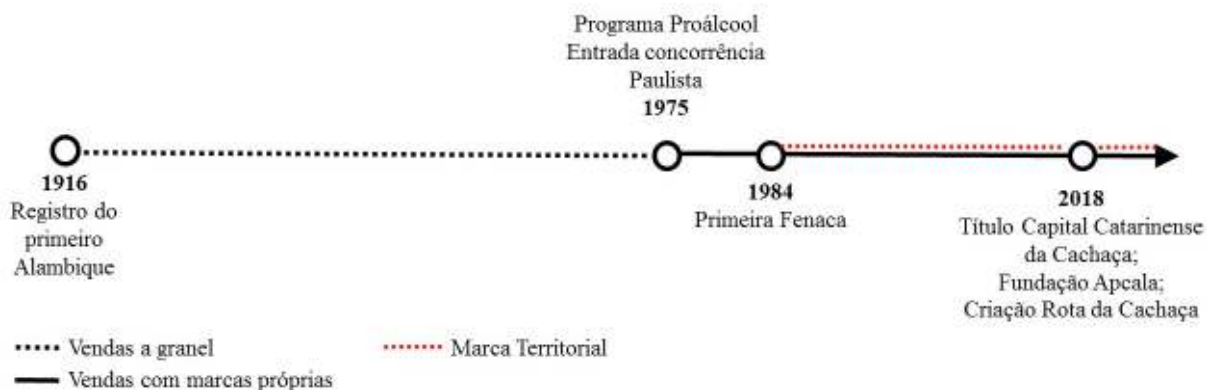 Programa Proálcool
Entrada concorrência
Paulista
1975
1916
Registro do
primeiro
Alambique
1984
Primeira Fenaca
2018
Título Capital Catarinense
da Cachaça;
Fundação Apcala;
Criação Rota da Cachaça
Vendas a granel
Marca Territorial
Vendas com marcas próprias